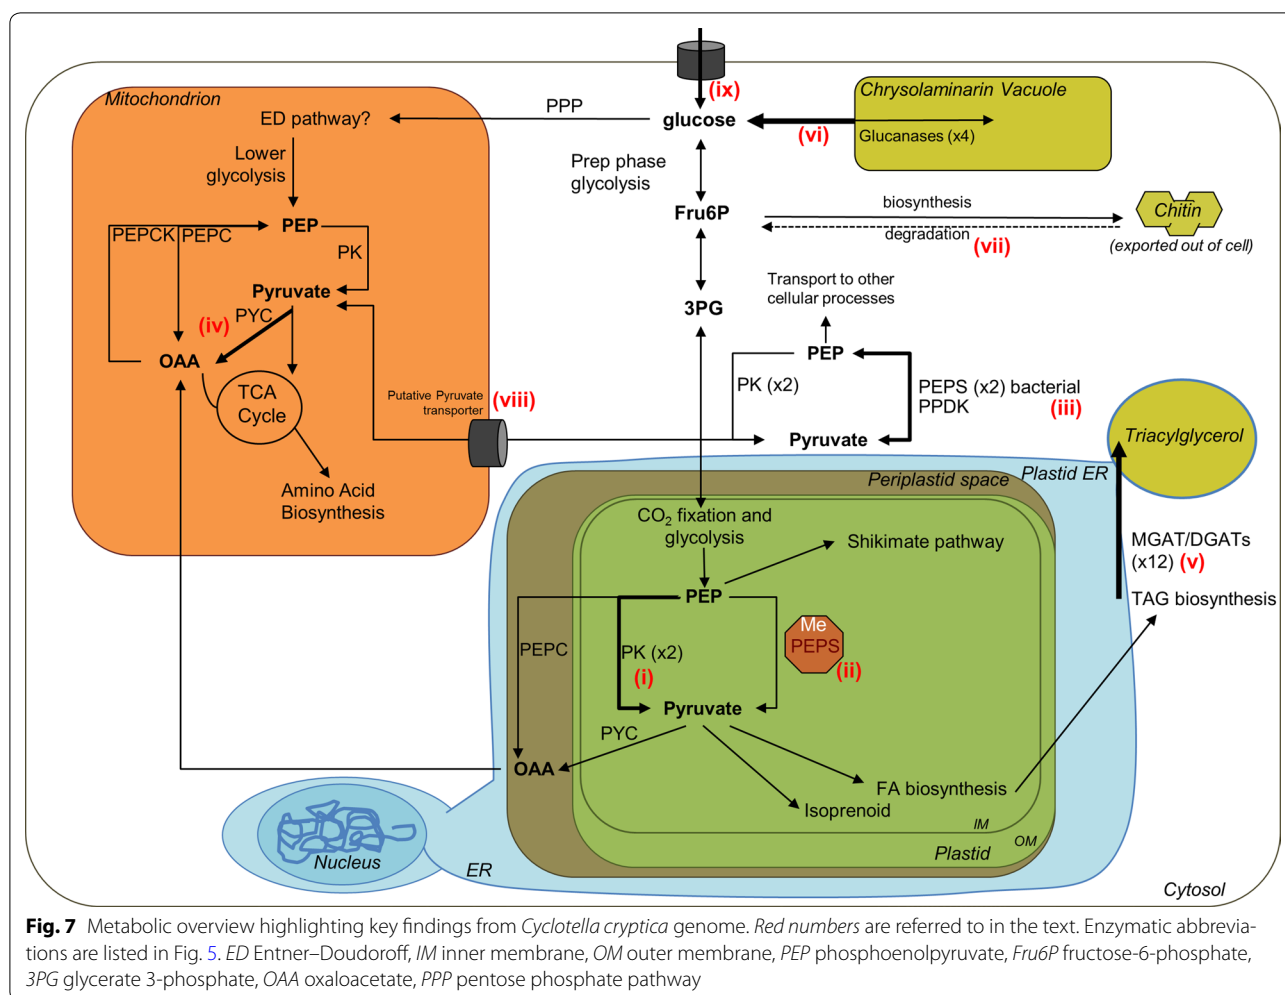 (ix)
Mitochondrion
Chrysolaminarin Vacuole
ED pathway?
PPP
glucose
(vi)
Glucanases (x4)
Lower
glycolysis
Prep phase
glycolysis
PEP
PEPCK
PEPC
PK
Fru6P
biosynthesis
degradation
(vii)
Chitin
(exported out of cell)
Pyruvate
PYC
(iv)
OAA
TCA
Cycle
Amino Acid
Biosynthesis
3PG
Transport to other
cellular processes
PEP
PK (x2)
PEPS (x2) bacterial
PPDK
(iii)
Pyruvate
Putative Pyruvate
transporter
(viii)
Triacylglycerol
Periplastid space
Plastid ER
CO₂ fixation and
glycolysis
Shikimate pathway
MGAT/DGATs
(x12) (v)
TAG biosynthesis
PEP
PEPC
PK (x2)
(i)
Me
PEPS
(ii)
Pyruvate
PYC
OAA
FA biosynthesis
Isoprenoid
IM
OM
Plastid
Nucleus
ER
Cytosol
Fig. 7 Metabolic overview highlighting key findings from Cyclotella cryptica genome. Red numbers are referred to in the text. Enzymatic abbrevia-
tions are listed in Fig. 5. ED Entner–Doudoroff, IM inner membrane, OM outer membrane, PEP phosphoenolpyruvate, Fru6P fructose-6-phosphate,
3PG glycerate 3-phosphate, OAA oxaloacetate, PPP pentose phosphate pathway